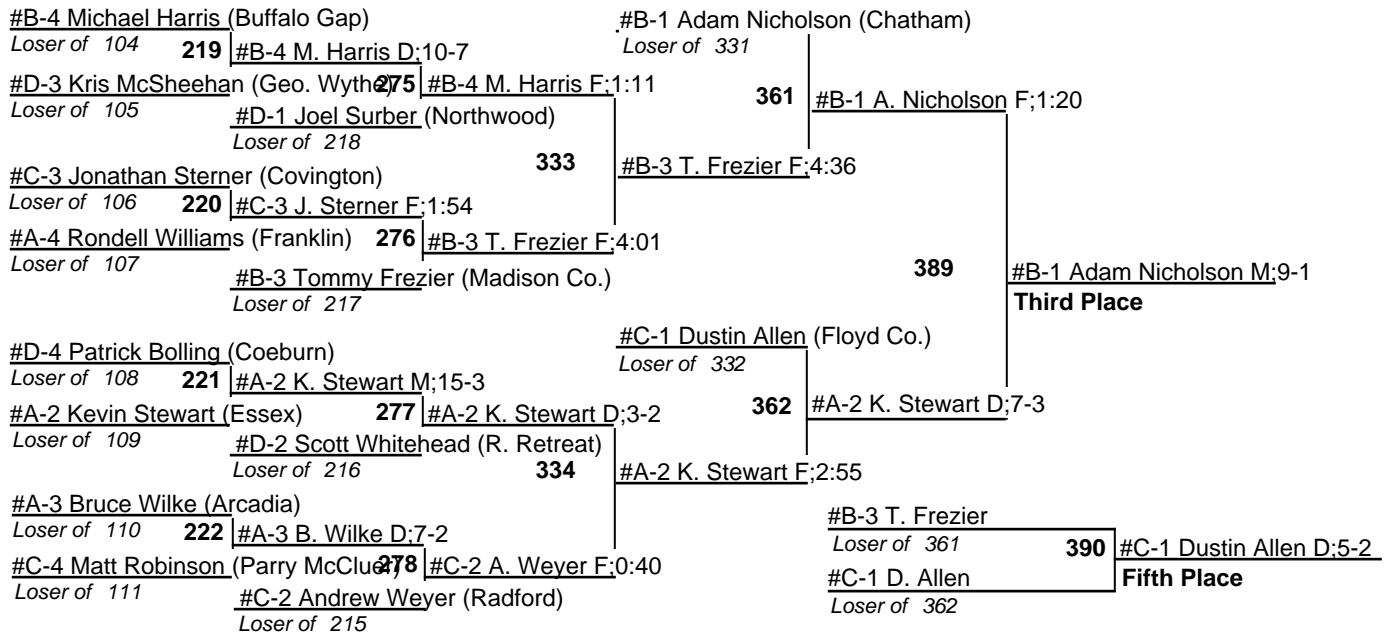 #B-4 Michael Harris (Buffalo Gap)
Loser of 104
219
#B-4 M. Harris D;10-7
#D-3 Kris McSheehan (Geo. Wythe)
Loser of 105
275
#B-4 M. Harris F;1:11
#D-1 Joel Surber (Northwood)
Loser of 218
333
#B-3 T. Frezier F;4:36
#C-3 Jonathan Sterner (Covington)
Loser of 106
220
#C-3 J. Sterner F;1:54
#A-4 Rondell Williams (Franklin)
Loser of 107
276
#B-3 T. Frezier F;4:01
#B-3 Tommy Frezier (Madison Co.)
Loser of 217
#B-1 Adam Nicholson (Chatham)
Loser of 331
361
#B-1 A. Nicholson F;1:20
389
#B-1 Adam Nicholson M;9-1
Third Place
#D-4 Patrick Bolling (Coeburn)
Loser of 108
221
#A-2 K. Stewart M;15-3
#A-2 Kevin Stewart (Essex)
Loser of 109
277
#A-2 K. Stewart D;3-2
#D-2 Scott Whitehead (R. Retreat)
Loser of 216
334
#A-2 K. Stewart F;2:55
#A-3 Bruce Wilke (Arcadia)
Loser of 110
222
#A-3 B. Wilke D;7-2
#C-4 Matt Robinson (Parry McCluer)
Loser of 111
278
#C-2 A. Weyer F;0:40
#C-2 Andrew Weyer (Radford)
Loser of 215
#C-1 Dustin Allen (Floyd Co.)
Loser of 332
362
#A-2 K. Stewart D;7-3
#B-3 T. Frezier
Loser of 361
390
#C-1 Dustin Allen D;5-2
Fifth Place
#C-1 D. Allen
Loser of 362